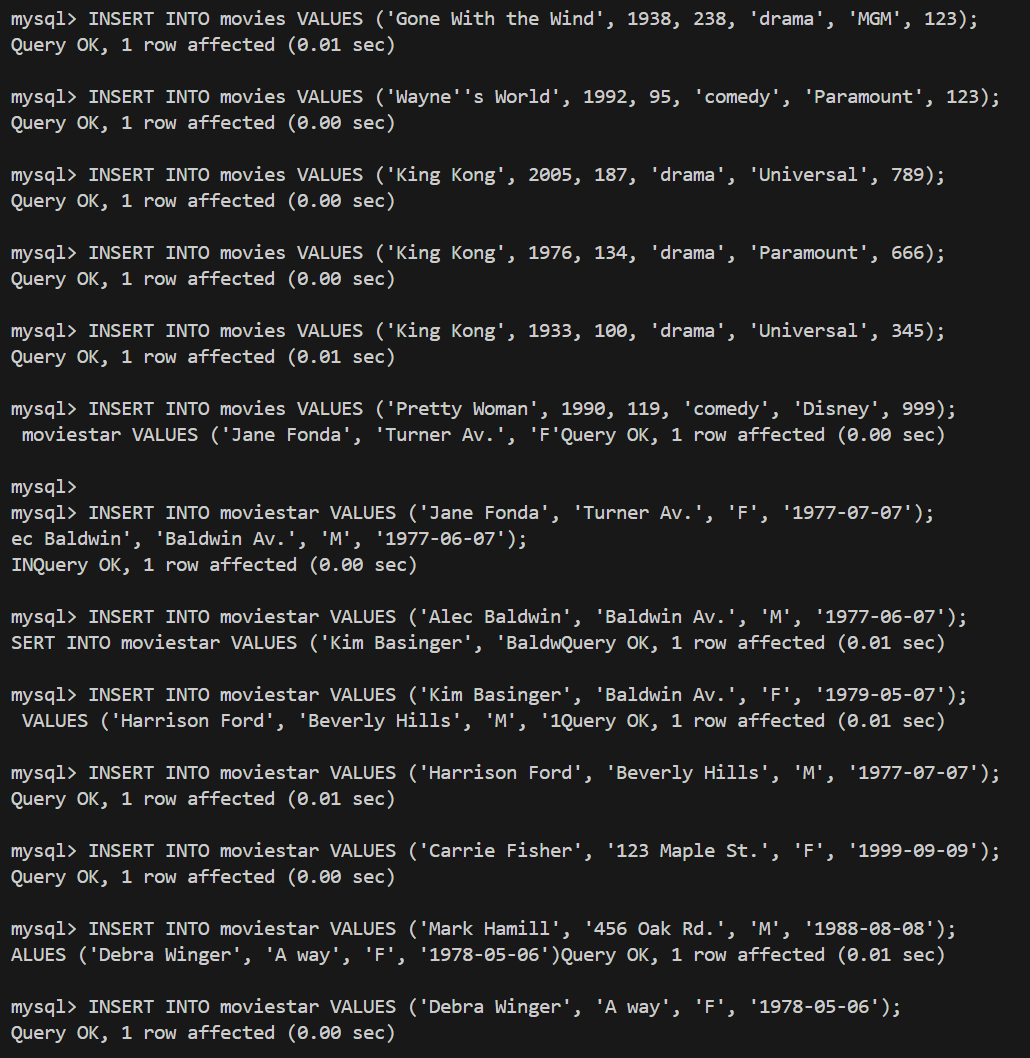 mysql> INSERT INTO movies VALUES ('Gone With the Wind', 1938, 238, 'drama', 'MGM', 123);
Query OK, 1 row affected (0.01 sec)
mysql> INSERT INTO movies VALUES ('Wayne''s World', 1992, 95, 'comedy', 'Paramount', 123);
Query OK, 1 row affected (0.00 sec)
mysql> INSERT INTO movies VALUES ('King Kong', 2005, 187, 'drama', 'Universal', 789);
Query OK, 1 row affected (0.00 sec)
mysql> INSERT INTO movies VALUES ('King Kong', 1976, 134, 'drama', 'Paramount', 666);
Query OK, 1 row affected (0.00 sec)
mysql> INSERT INTO movies VALUES ('King Kong', 1933, 100, 'drama', 'Universal', 345);
Query OK, 1 row affected (0.01 sec)
mysql> INSERT INTO movies VALUES ('Pretty Woman', 1990, 119, 'comedy', 'Disney', 999);
 moviestar VALUES ('Jane Fonda', 'Turner Av.', 'F'Query OK, 1 row affected (0.00 sec)
mysql>
mysql> INSERT INTO moviestar VALUES ('Jane Fonda', 'Turner Av.', 'F', '1977-07-07');
ec Baldwin', 'Baldwin Av.', 'M', '1977-06-07');
INQuery OK, 1 row affected (0.00 sec)
mysql> INSERT INTO moviestar VALUES ('Alec Baldwin', 'Baldwin Av.', 'M', '1977-06-07');
SERT INTO moviestar VALUES ('Kim Basinger', 'BaldwQuery OK, 1 row affected (0.01 sec)
mysql> INSERT INTO moviestar VALUES ('Kim Basinger', 'Baldwin Av.', 'F', '1979-05-07');
 VALUES ('Harrison Ford', 'Beverly Hills', 'M', '1Query OK, 1 row affected (0.01 sec)
mysql> INSERT INTO moviestar VALUES ('Harrison Ford', 'Beverly Hills', 'M', '1977-07-07');
Query OK, 1 row affected (0.01 sec)
mysql> INSERT INTO moviestar VALUES ('Carrie Fisher', '123 Maple St.', 'F', '1999-09-09');
Query OK, 1 row affected (0.00 sec)
mysql> INSERT INTO moviestar VALUES ('Mark Hamill', '456 Oak Rd.', 'M', '1988-08-08');
ALUES ('Debra Winger', 'A way', 'F', '1978-05-06')Query OK, 1 row affected (0.01 sec)
mysql> INSERT INTO moviestar VALUES ('Debra Winger', 'A way', 'F', '1978-05-06');
Query OK, 1 row affected (0.00 sec)